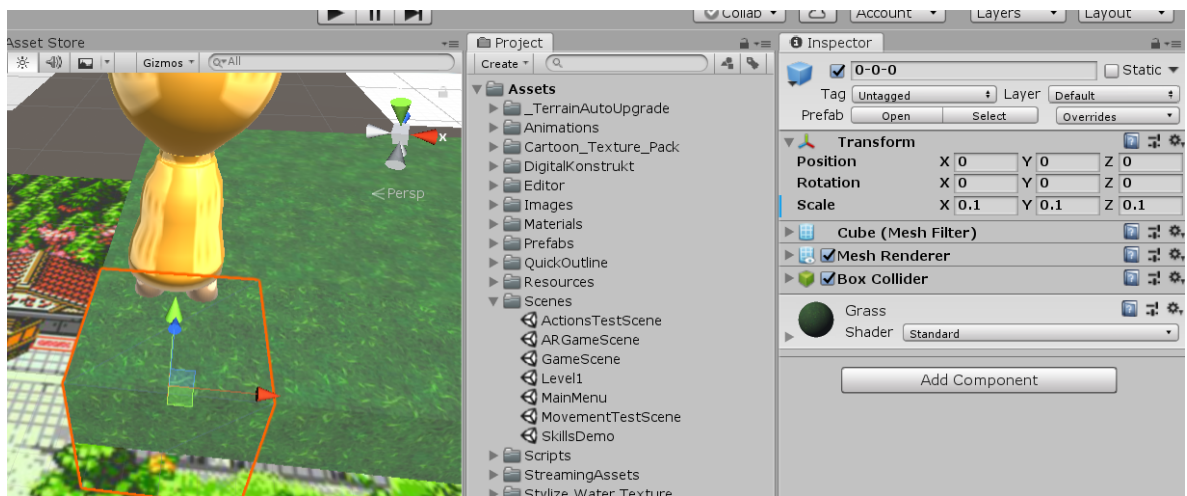 Collab
Account
Layers
Layout
Asset Store
Gizmos
All
x
Persp
Project
Create
Assets
_TerrainAutoUpgrade
Animations
Cartoon_Texture_Pack
DigitalKonstrukt
Editor
Images
Materials
Prefabs
QuickOutline
Resources
Scenes
ActionsTestScene
ARGameScene
GameScene
Level1
MainMenu
MovementTestScene
SkillsDemo
Scripts
StreamingAssets
Stylize Water Texture
Inspector
0-0-0 Static
Tag Untagged Layer Default
Prefab Open Select Overrides
Transform
Position X 0 Y 0 Z 0
Rotation X 0 Y 0 Z 0
Scale X 0.1 Y 0.1 Z 0.1
Cube (Mesh Filter)
Mesh Renderer
Box Collider
Grass
Shader Standard
Add Component